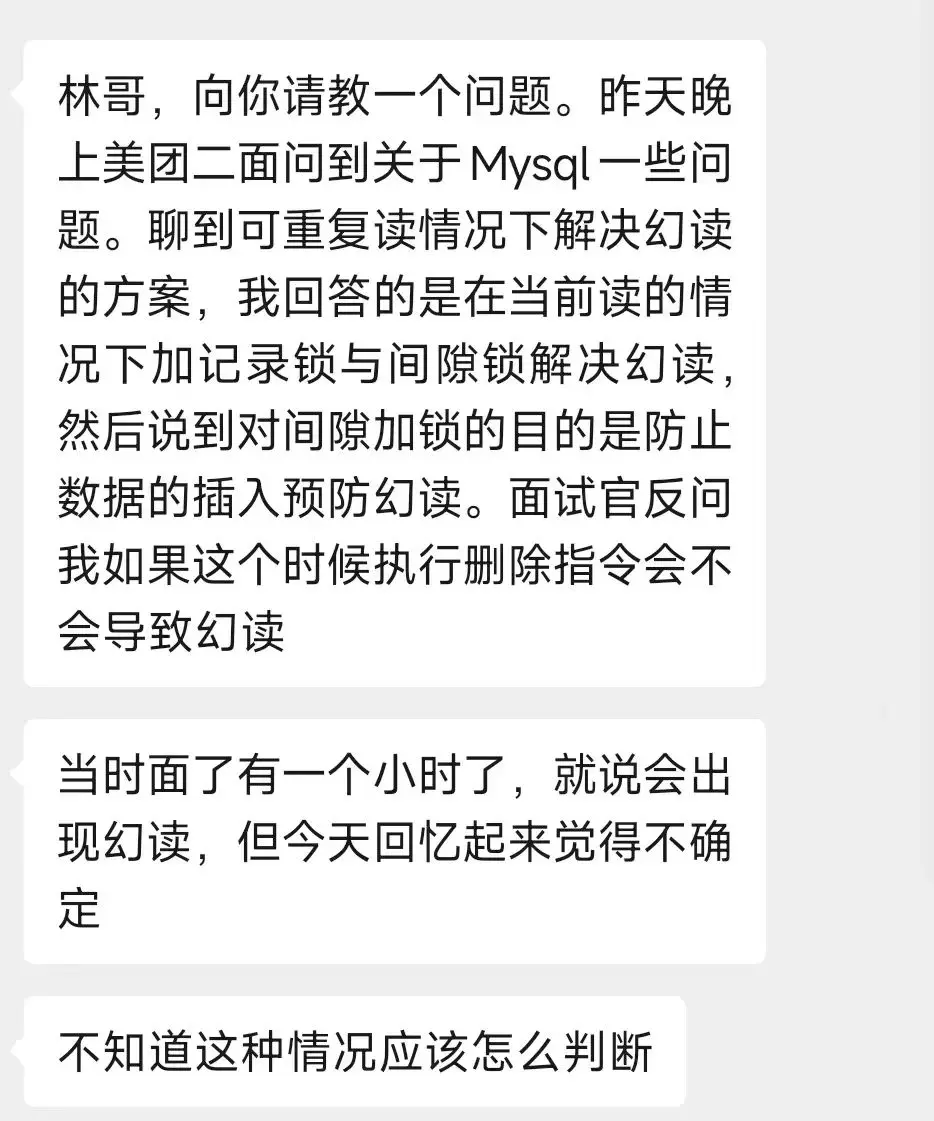 林哥，向你请教一个问题。昨天晚
上美团二面问到关于Mysql一些问
题。聊到可重复读情况下解决幻读
的方案，我回答的是在当前读的情
况下加记录锁与间隙锁解决幻读，
然后说到对间隙加锁的目的是防止
数据的插入预防幻读。面试官反问
我如果这个时候执行删除指令会不
会导致幻读
当时面了有一个小时了，就说会出
现幻读，但今天回忆起来觉得不确
定
不知道这种情况应该怎么判断